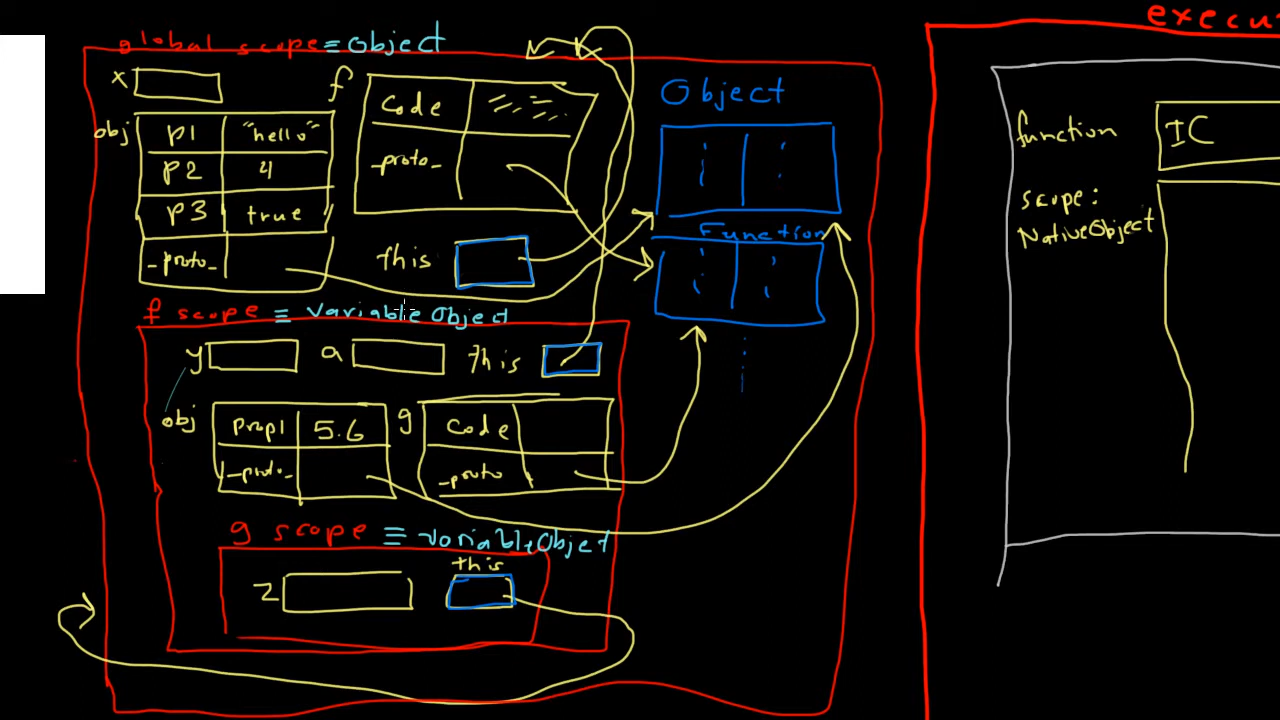 global scope ≡ Object
x
f
Code
_proto_
obj
p1 "hello"
p2 4
p3 true
_proto_
this
Object
Function
f scope ≡ variable Object
y
a
this
obj
prop1 5.6
_proto_
g
Code
_proto
g scope ≡ variableObject
z
this
execu
function IC
scope:
NativeObject